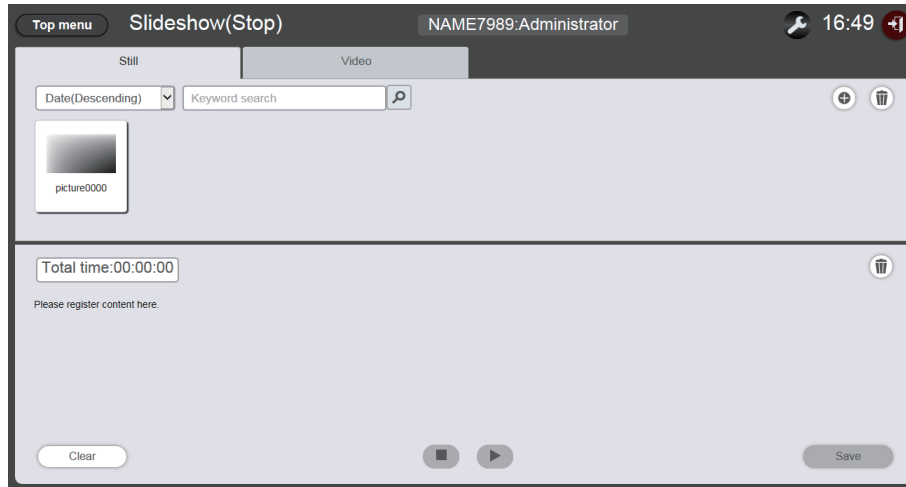 Top menu Slideshow(Stop) NAME7989:Administrator 16:49
Still Video
Date(Descending) Keyword search
picture0000
Total time:00:00:00
Please register content here.
Clear Save